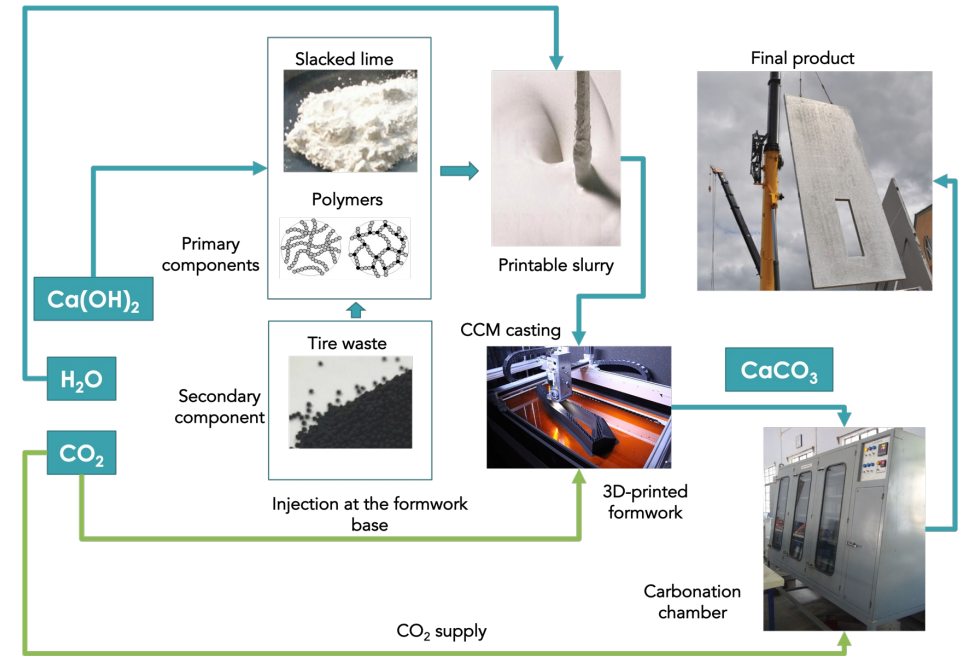 Slacked lime
Final product
Polymers
Primary
components
Printable slurry
Ca(OH)₂
CCM casting
Tire waste
CaCO₃
H₂O
Secondary
component
CO₂
Injection at the formwork
base
3D-printed
formwork
Carbonation
chamber
CO₂ supply